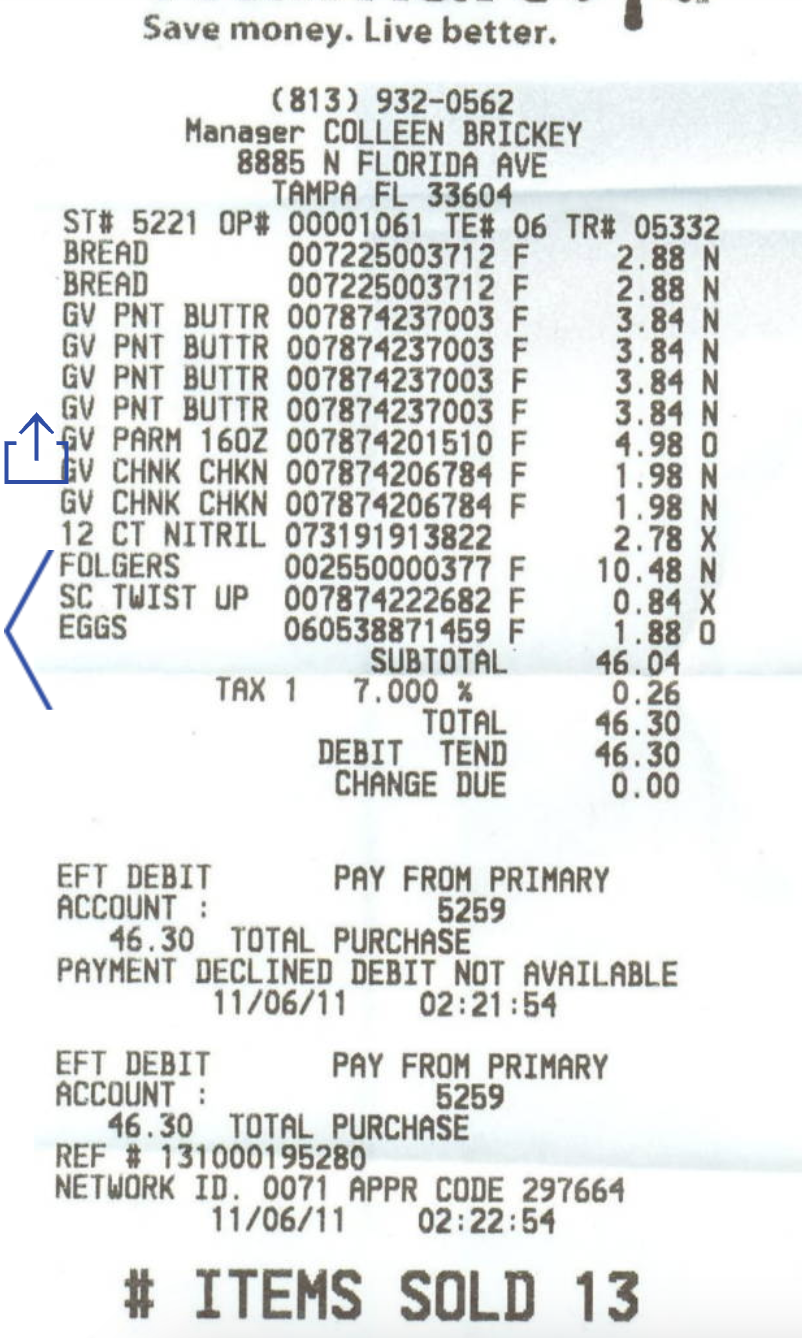 Save money. Live better.
(813) 932-0562
Manager COLLEEN BRICKEY
8885 N FLORIDA AVE
TAMPA FL 33604
ST# 5221 OP# 00001061 TE# 06 TR# 05332
BREAD 007225003712 F 2.88 N
BREAD 007225003712 F 2.88 N
GV PNT BUTTR 007874237003 F 3.84 N
GV PNT BUTTR 007874237003 F 3.84 N
GV PNT BUTTR 007874237003 F 3.84 N
GV PNT BUTTR 007874237003 F 3.84 N
GV PARM 16OZ 007874201510 F 4.98 O
GV CHNK CHKN 007874206784 F 1.98 N
GV CHNK CHKN 007874206784 F 1.98 N
12 CT NITRIL 073191913822 2.78 X
FOLGERS 002550000377 F 10.48 N
SC TWIST UP 007874222682 F 0.84 X
EGGS 060538871459 F 1.88 O
SUBTOTAL 46.04
TAX 1 7.000 % 0.26
TOTAL 46.30
DEBIT TEND 46.30
CHANGE DUE 0.00
EFT DEBIT PAY FROM PRIMARY
ACCOUNT : 5259
46.30 TOTAL PURCHASE
PAYMENT DECLINED DEBIT NOT AVAILABLE
11/06/11 02:21:54
EFT DEBIT PAY FROM PRIMARY
ACCOUNT : 5259
46.30 TOTAL PURCHASE
REF # 131000195280
NETWORK ID. 0071 APPR CODE 297664
11/06/11 02:22:54
# ITEMS SOLD 13